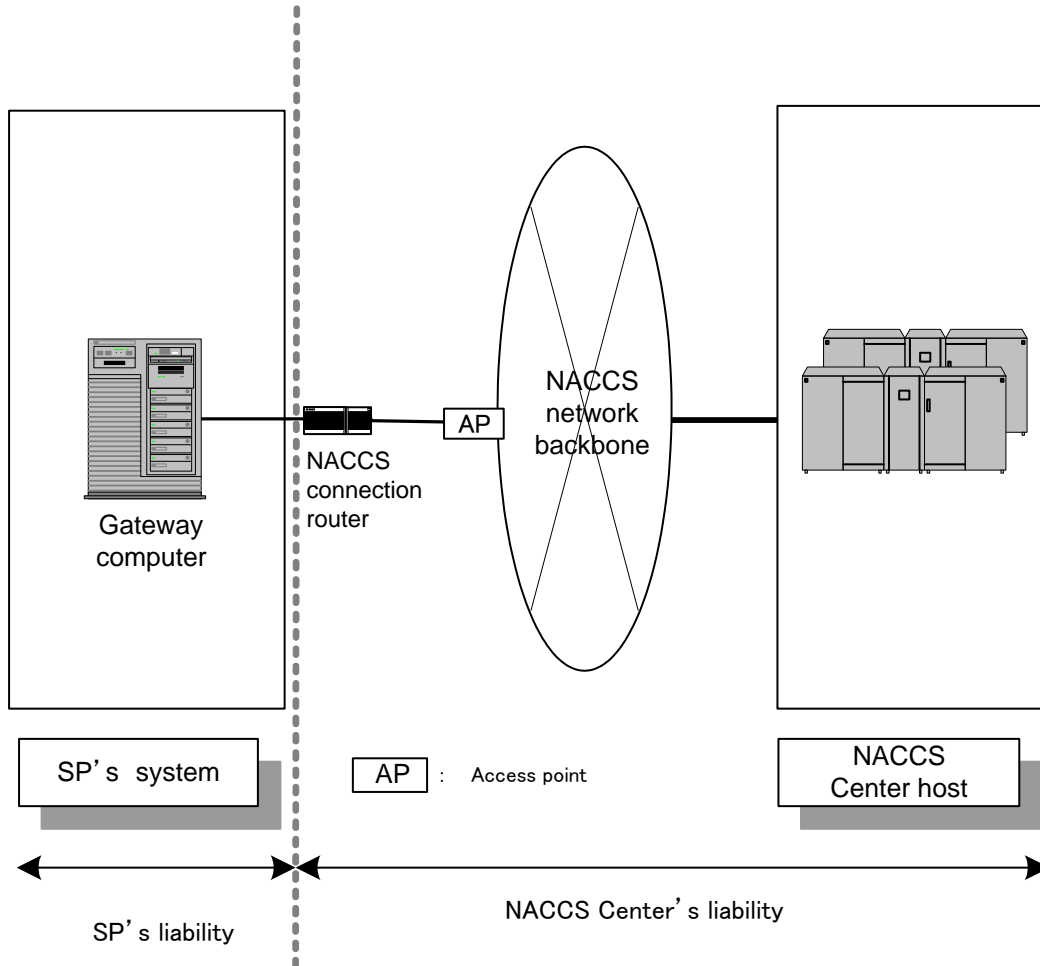 NACCS
network
backbone
AP
NACCS
connection
router
Gateway
computer
SP's system
AP : Access point
NACCS
Center host
SP's liability
NACCS Center's liability